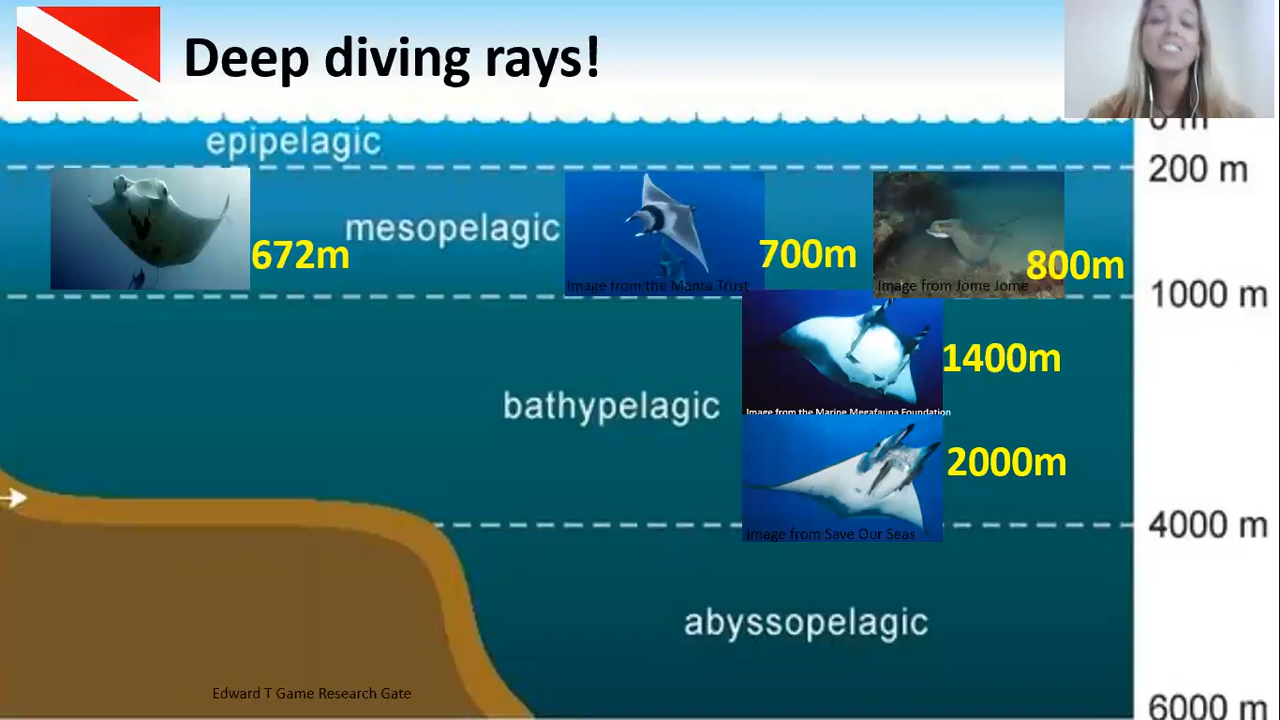 Deep diving rays!
epipelagic
0 m
200 m
mesopelagic
672m
700m
800m
Image from the Manta Trust
Image from Jome Jome
1000 m
1400m
bathypelagic
Image from the Marine Megafauna Foundation
2000m
4000 m
Image from Save Our Seas
abyssopelagic
Edward T Game Research Gate
6000 m